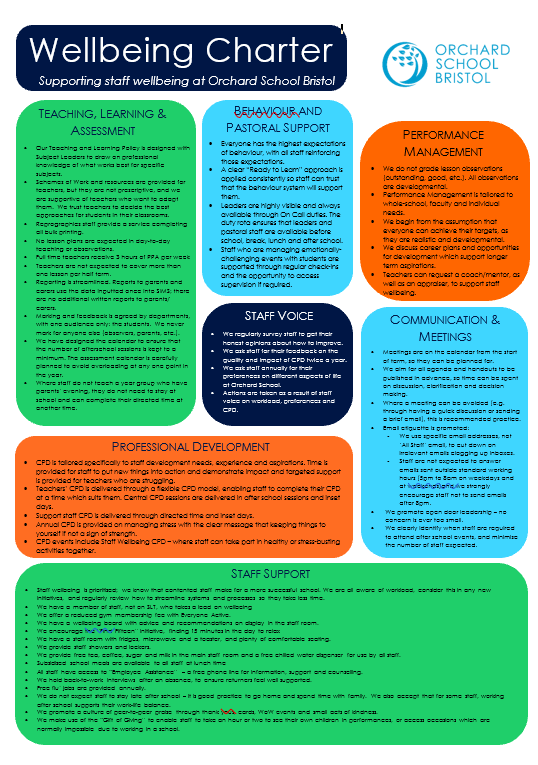 Wellbeing Charter
Supporting staff wellbeing at Orchard School Bristol
ORCHARD
SCHOOL
BRISTOL
TEACHING, LEARNING &
ASSESSMENT
Our Teaching and Learning Policy is designed with
Subject Leaders to draw on professional
knowledge of what works best for specific
subjects.
Schemes of Work and resources are provided for
teachers, but they are not prescriptive, and we
are supportive of teachers who want to adapt
them. We trust teachers to decide the best
approaches for students in their classrooms.
Reprographics staff provide a service completing
all bulk printing.
No lesson plans are expected in day-to-day
teaching or observations.
Full time teachers receive 3 hours of PPA per week
Teachers are not expected to cover more than
one lesson per half term.
Reporting is streamlined. Reports to parents and
carers use the data inputted once into SIMS; there
are no additional written reports to parents/
carers.
Marking and feedback is agreed by departments,
with one audience only: the students. We never
mark for anyone else (observers, parents, etc.).
We have designed the calendar to ensure that
the number of afterschool sessions is kept to a
minimum. The assessment calendar is carefully
planned to avoid overloading at any one point in
the year.
Where staff do not teach a year group who have
parents' evening, they do not need to stay at
school and can complete their directed time at
another time.
BEHAVIOUR AND
PASTORAL SUPPORT
Everyone has the highest expectations
of behaviour, with all staff reinforcing
those expectations.
A clear "Ready to Learn" approach is
applied consistently so staff can trust
that the behaviour system will support
them.
Leaders are highly visible and always
available through On Call duties. The
duty rota ensures that leaders and
pastoral staff are available before
school, break, lunch and after school.
Staff who are managing emotionally-
challenging events with students are
supported through regular check-ins
and the opportunity to access
supervision if required.
STAFF VOICE
We regularly survey staff to get their
honest opinions about how to improve.
We ask staff for their feedback on the
quality and impact of CPD twice a year.
We ask staff annually for their
preferences on different aspects of life
at Orchard School.
Actions are taken as a result of staff
voice on workload, preferences and
CPD.
PERFORMANCE
MANAGEMENT
We do not grade lesson observations
(outstanding, good, etc.). All observations
are developmental.
Performance Management is tailored to
whole-school, faculty and individual
needs.
We begin from the assumption that
everyone can achieve their targets, as
they are realistic and developmental.
We discuss career plans and opportunities
for development which support longer
term aspirations.
Teachers can request a coach/mentor, as
well as an appraiser, to support staff
wellbeing.
COMMUNICATION &
MEETINGS
Meetings are on the calendar from the start
of term, so they can be planned for.
We aim for all agenda and handouts to be
published in advance, so time can be spent
on discussion, clarification and decision
making.
Where a meeting can be avoided (e.g.
through having a quick discussion or sending
a brief email), this is recommended practice.
Email etiquette is promoted:
We use specific email addresses, not
'All Staff' email, to cut down on
irrelevant emails clogging up inboxes.
Staff are not expected to answer
emails sent outside standard working
hours (5pm to 8am on weekdays and
strongly
encourage staff not to send emails
after 8pm.
We promote open door leadership – no
concern is ever too small.
We clearly identify when staff are required
to attend after school events, and minimise
the number of staff expected.
PROFESSIONAL DEVELOPMENT
CPD is tailored specifically to staff development needs, experience and aspirations. Time is
provided for staff to put new things into action and demonstrate impact and targeted support
is provided for teachers who are struggling.
Teachers' CPD is delivered through a flexible CPD model, enabling staff to complete their CPD
at a time which suits them. Central CPD sessions are delivered in after school sessions and inset
days.
Support staff CPD is delivered through directed time and inset days.
Annual CPD is provided on managing stress with the clear message that keeping things to
yourself if not a sign of strength.
CPD events include Staff Wellbeing CPD – where staff can take part in healthy or stress-busting
activities together.
STAFF SUPPORT
Staff wellbeing is prioritised; we know that contented staff make for a more successful school. We are all aware of workload, consider this in any new
initiatives, and regularly review how to streamline systems and processes so they take less time.
We have a member of staff, not on SLT, who takes a lead on wellbeing
We offer a reduced gym membership fee with Everyone Active.
We have a wellbeing board with advice and recommendations on display in the staff room.
We encourage Fifteen' initiative, finding 15 minutes in the day to relax
We have a staff room with fridges, microwave and a toaster, and plenty of comfortable seating.
We provide staff showers and lockers.
We provide free tea, coffee, sugar and milk in the main staff room and a free chilled water dispenser for use by all staff.
Subsidised school meals are available to all staff at lunch time
All staff have access to "Employee Assistance" – a free phone line for information, support and counselling.
We hold back-to-work interviews after an absence, to ensure returners feel well supported.
Free flu jabs are provided annually.
We do not expect staff to stay late after school – it is good practice to go home and spend time with family. We also accept that for some staff, working
after school supports their work-life balance.
We promote a culture of peer-to-peer praise through thank you cards, WoW events and small acts of kindness.
We make use of the "Gift of Giving" to enable staff to take an hour or two to see their own children in performances, or access occasions which are
normally impossible due to working in a school.